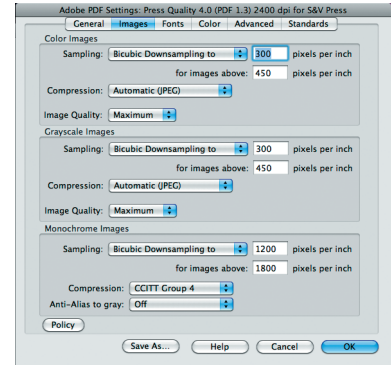 Adobe PDF Settings: Press Quality 4.0 (PDF 1.3) 2400 dpi for S&V Press
General Images Fonts Color Advanced Standards
Color Images
Sampling: Bicubic Downsampling to 300 pixels per inch
for images above: 450 pixels per inch
Compression: Automatic (JPEG)
Image Quality: Maximum
Grayscale Images
Sampling: Bicubic Downsampling to 300 pixels per inch
for images above: 450 pixels per inch
Compression: Automatic (JPEG)
Image Quality: Maximum
Monochrome Images
Sampling: Bicubic Downsampling to 1200 pixels per inch
for images above: 1800 pixels per inch
Compression: CCITT Group 4
Anti-Alias to gray: Off
Policy
Save As... Help Cancel OK